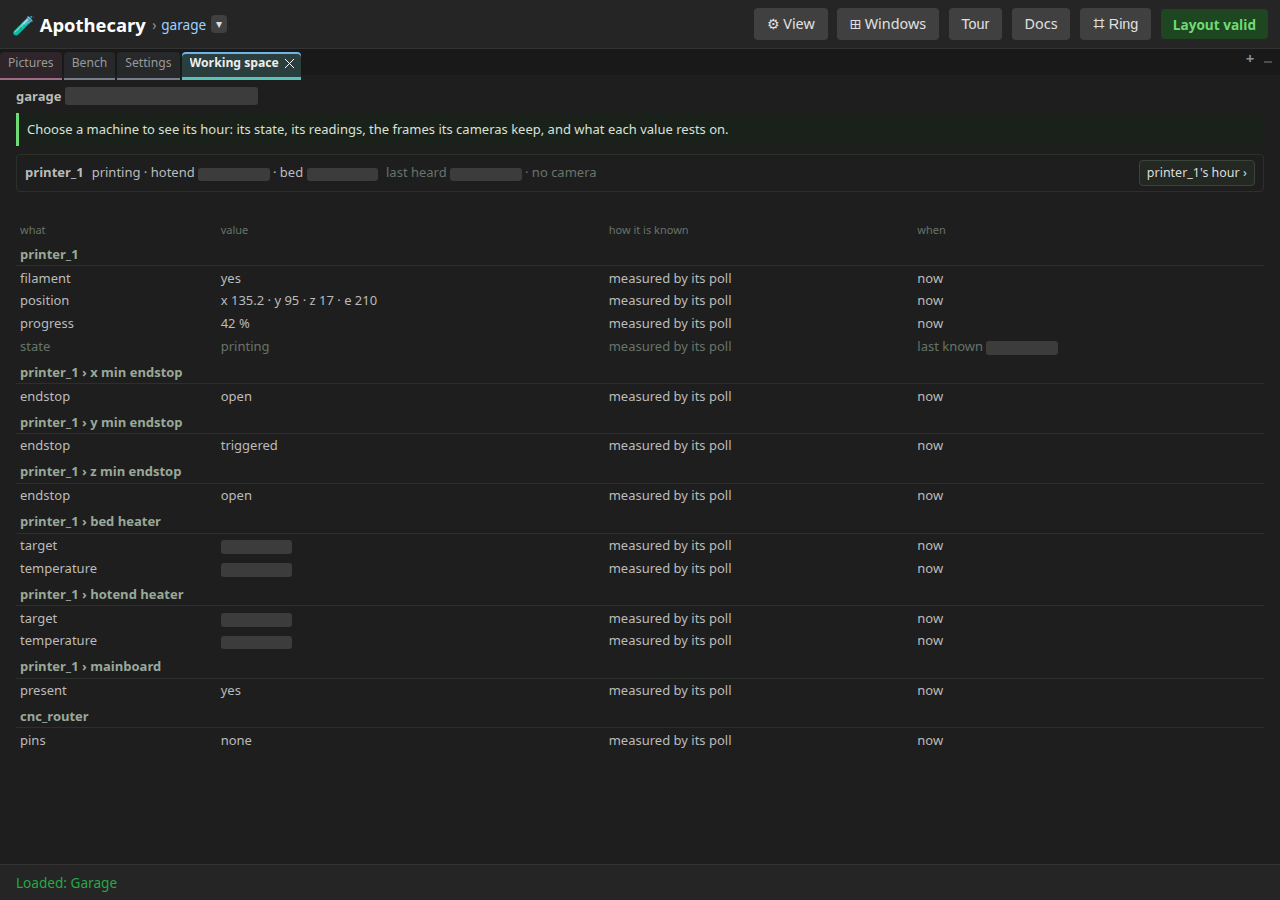 Apothecary › garage ▾
⚙ View
⊞ Windows
Tour
Docs
⌗ Ring
Layout valid
Pictures
Bench
Settings
Working space
garage
Choose a machine to see its hour: its state, its readings, the frames its cameras keep, and what each value rests on.
printer_1 printing · hotend · bed last heard · no camera
printer_1's hour ›
what value how it is known when
printer_1
filament yes measured by its poll now
position x 135.2 · y 95 · z 17 · e 210 measured by its poll now
progress 42 % measured by its poll now
state printing measured by its poll last known
printer_1 › x min endstop
endstop open measured by its poll now
printer_1 › y min endstop
endstop triggered measured by its poll now
printer_1 › z min endstop
endstop open measured by its poll now
printer_1 › bed heater
target measured by its poll now
temperature measured by its poll now
printer_1 › hotend heater
target measured by its poll now
temperature measured by its poll now
printer_1 › mainboard
present yes measured by its poll now
cnc_router
pins none measured by its poll now
Loaded: Garage